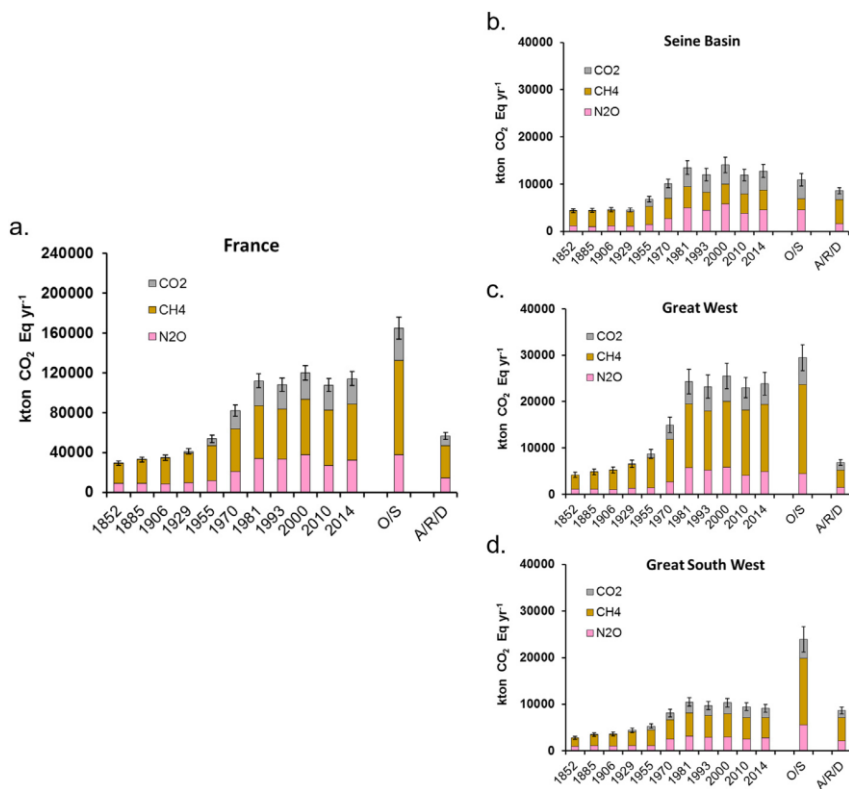 a.
France
kton CO₂ Eq yr⁻¹
240000
200000
160000
120000
80000
40000
0
CO2
CH4
N2O
1852
1885
1906
1929
1955
1970
1981
1993
2000
2010
2014
O/S
A/R/D
b.
Seine Basin
kton CO₂ Eq yr⁻¹
40000
30000
20000
10000
0
CO2
CH4
N2O
1852
1885
1906
1929
1955
1970
1981
1993
2000
2010
2014
O/S
A/R/D
c.
Great West
kton CO₂ Eq yr⁻¹
40000
30000
20000
10000
0
CO2
CH4
N2O
1852
1885
1906
1929
1955
1970
1981
1993
2000
2010
2014
O/S
A/R/D
d.
Great South West
kton CO₂ Eq yr⁻¹
40000
30000
20000
10000
0
CO2
CH4
N2O
1852
1885
1906
1929
1955
1970
1981
1993
2000
2010
2014
O/S
A/R/D